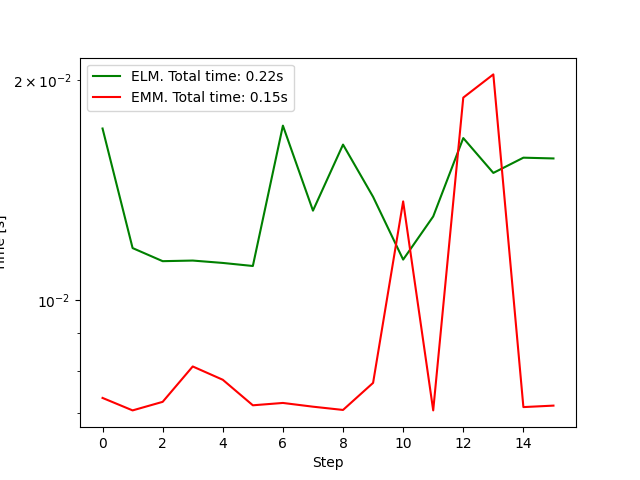 ELM. Total time: 0.22s
EMM. Total time: 0.15s
2 × 10⁻²
10⁻²
0 2 4 6 8 10 12 14
Step